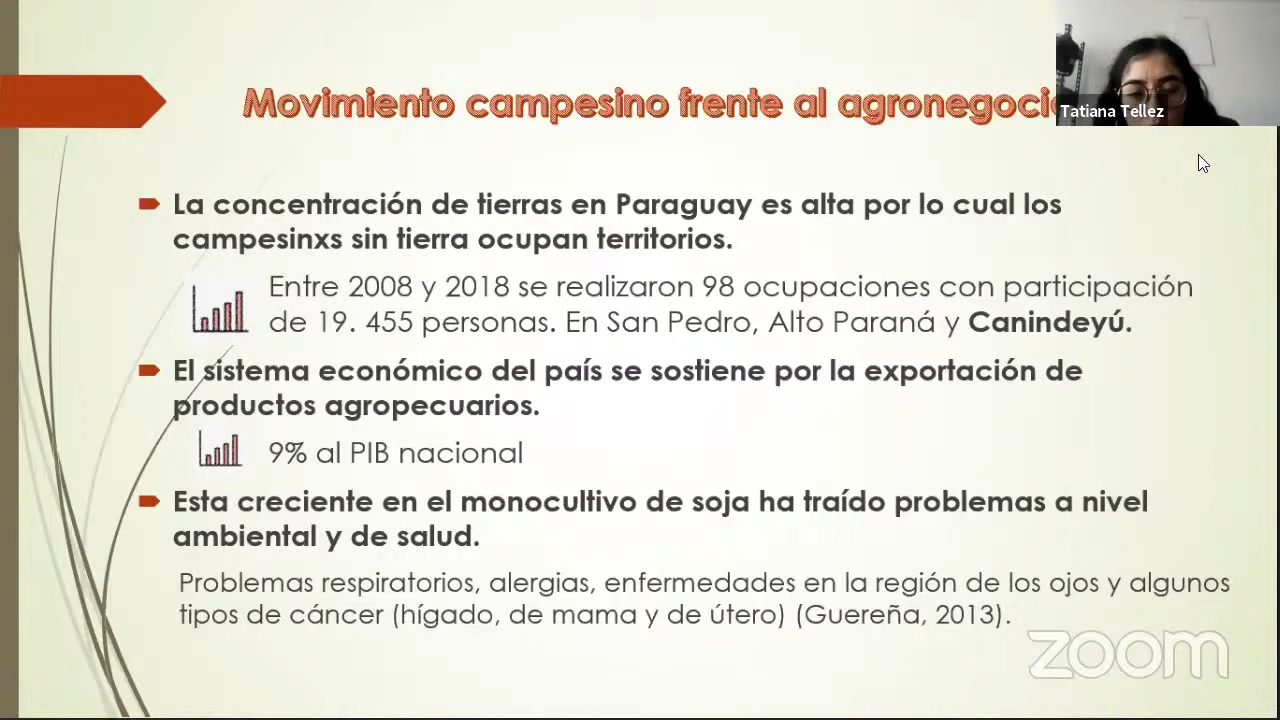 Movimiento campesino frente al agronegocio
Tatiana Tellez
La concentración de tierras en Paraguay es alta por lo cual los
campesinxs sin tierra ocupan territorios.
Entre 2008 y 2018 se realizaron 98 ocupaciones con participación
de 19. 455 personas. En San Pedro, Alto Paraná y Canindeyú.
El sistema económico del país se sostiene por la exportación de
productos agropecuarios.
9% al PIB nacional
Esta creciente en el monocultivo de soja ha traído problemas a nivel
ambiental y de salud.
Problemas respiratorios, alergias, enfermedades en la región de los ojos y algunos
tipos de cáncer (hígado, de mama y de útero) (Guereña, 2013).
zoom